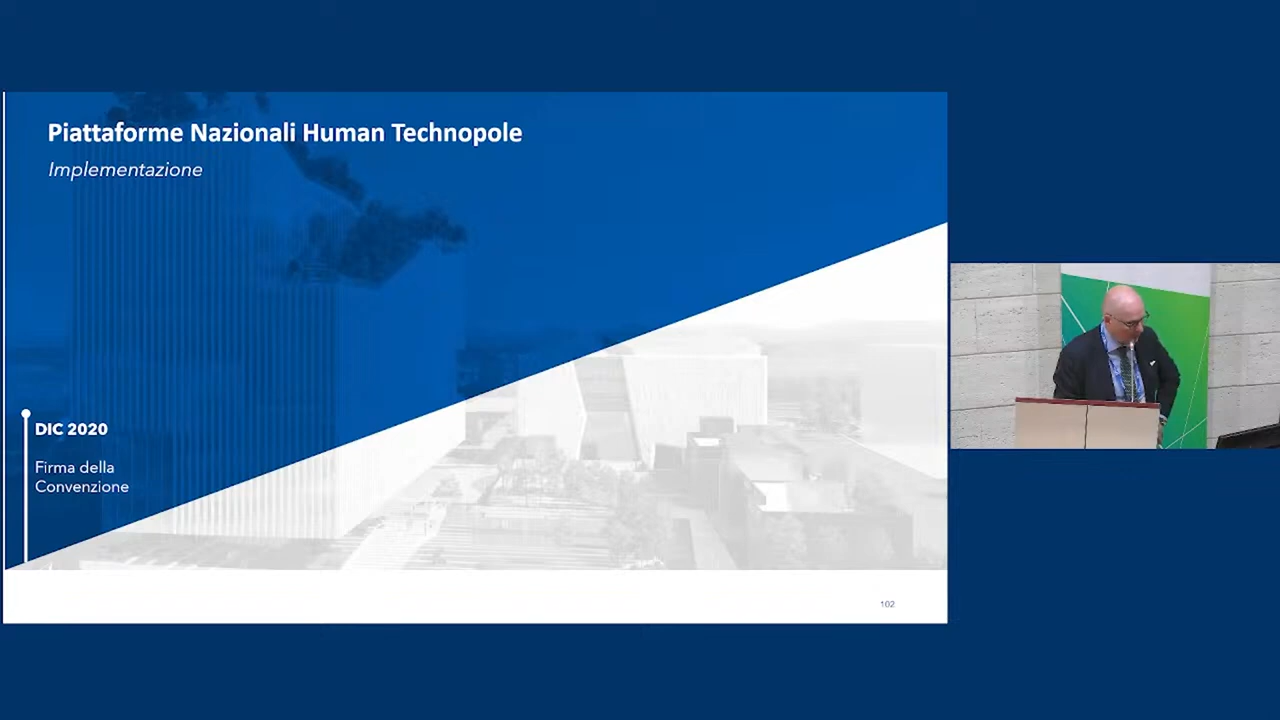 Piattaforme Nazionali Human Technopole
Implementazione
DIC 2020
Firma della
Convenzione
102